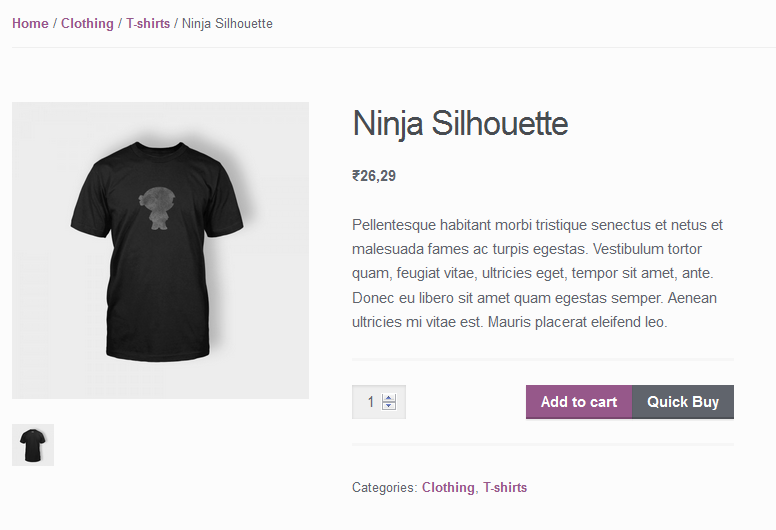 Home / Clothing / T-shirts / Ninja Silhouette
Ninja Silhouette
₹26,29
Pellentesque habitant morbi tristique senectus et netus et
malesuada fames ac turpis egestas. Vestibulum tortor
quam, feugiat vitae, ultricies eget, tempor sit amet, ante.
Donec eu libero sit amet quam egestas semper. Aenean
ultricies mi vitae est. Mauris placerat eleifend leo.
1
Add to cart Quick Buy
Categories: Clothing, T-shirts